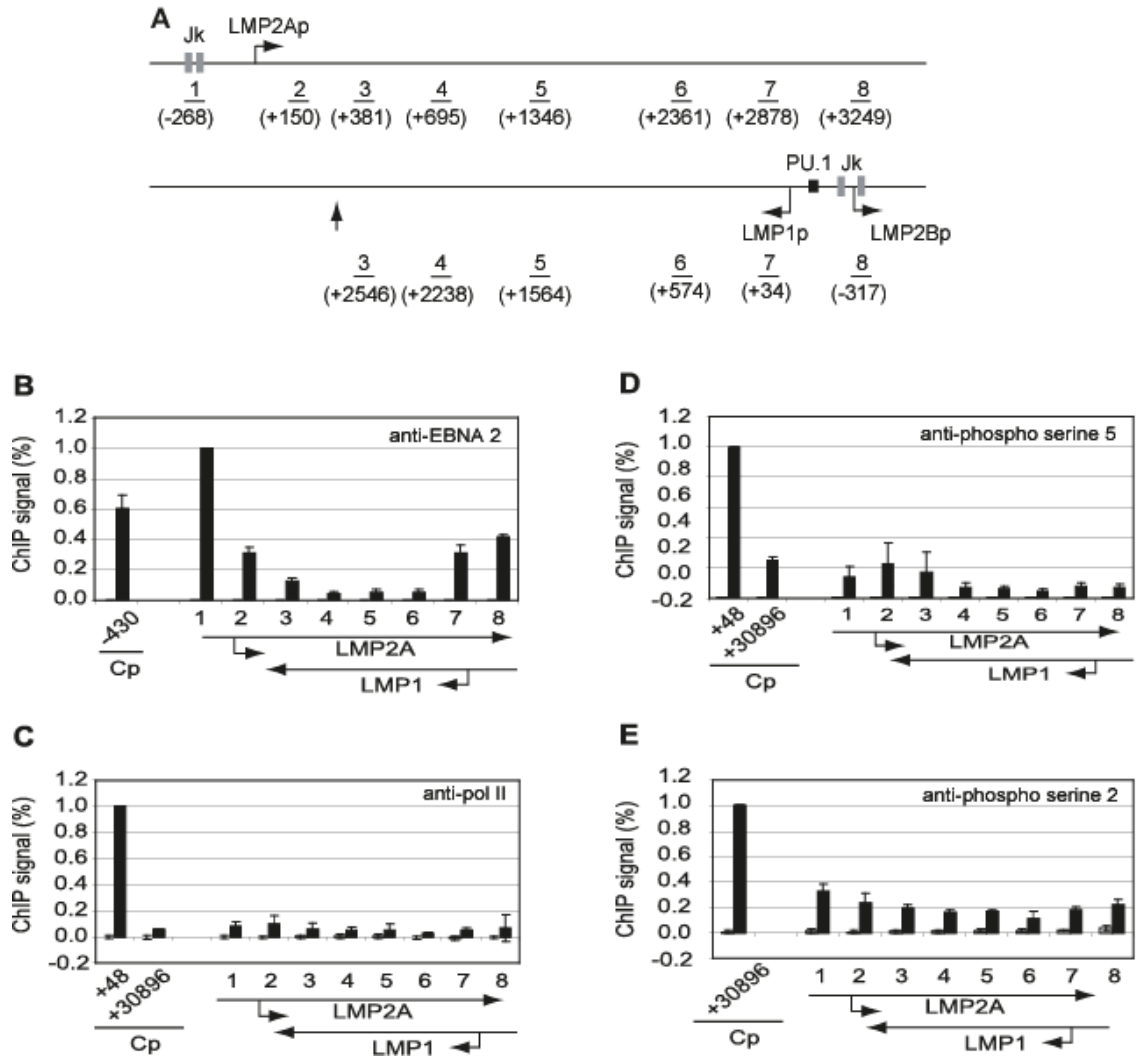 A
Jk
LMP2Ap
1 2 3 4 5 6 7 8
(-268) (+150) (+381) (+695) (+1346) (+2361) (+2878) (+3249)
PU.1 Jk
LMP1p LMP2Bp
3 4 5 6 7 8
(+2546) (+2238) (+1564) (+574) (+34) (-317)
B
anti-EBNA 2
ChIP signal (%)
1.2
1.0
0.8
0.6
0.4
0.2
0.0
-430
Cp
1 2 3 4 5 6 7 8
LMP2A
LMP1
D
anti-phospho serine 5
ChIP signal (%)
1.2
1.0
0.8
0.6
0.4
0.2
0.0
-0.2
+48
+30896
Cp
1 2 3 4 5 6 7 8
LMP2A
LMP1
C
anti-pol II
ChIP signal (%)
1.2
1.0
0.8
0.6
0.4
0.2
0.0
-0.2
+48
+30896
Cp
1 2 3 4 5 6 7 8
LMP2A
LMP1
E
anti-phospho serine 2
ChIP signal (%)
1.2
1.0
0.8
0.6
0.4
0.2
0.0
-0.2
+30896
Cp
1 2 3 4 5 6 7 8
LMP2A
LMP1